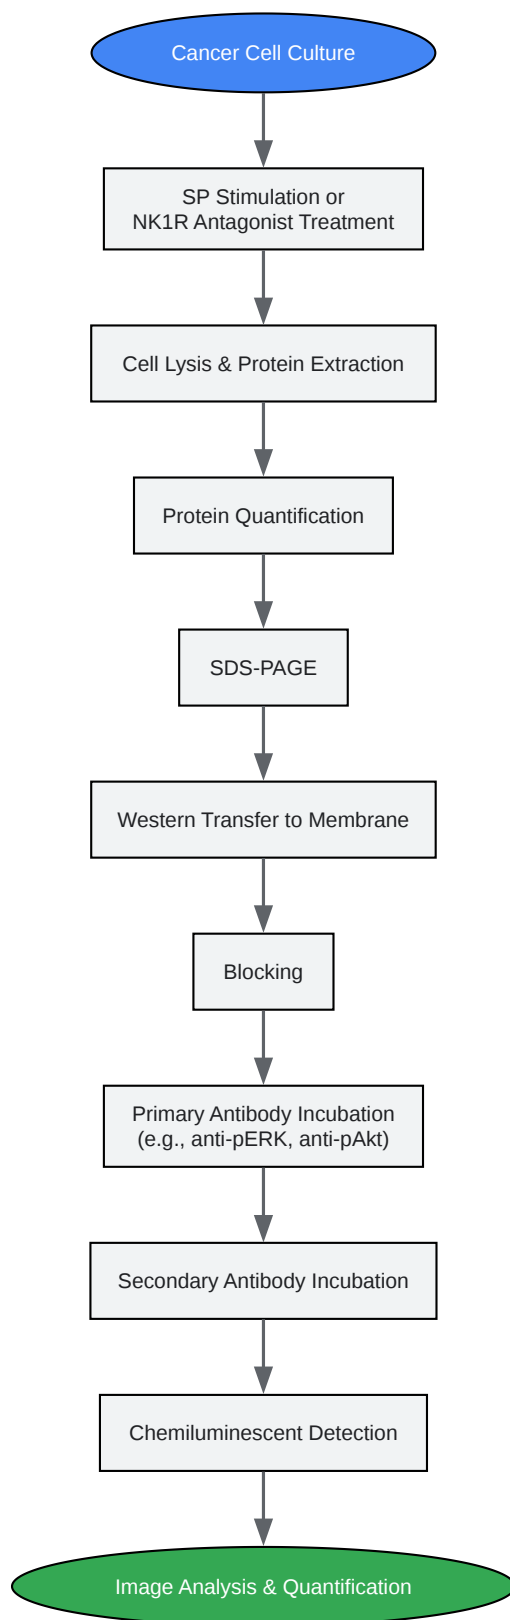 Cancer Cell Culture
SP Stimulation or
NK1R Antagonist Treatment
Cell Lysis & Protein Extraction
Protein Quantification
SDS-PAGE
Western Transfer to Membrane
Blocking
Primary Antibody Incubation
(e.g., anti-pERK, anti-pAkt)
Secondary Antibody Incubation
Chemiluminescent Detection
Image Analysis & Quantification